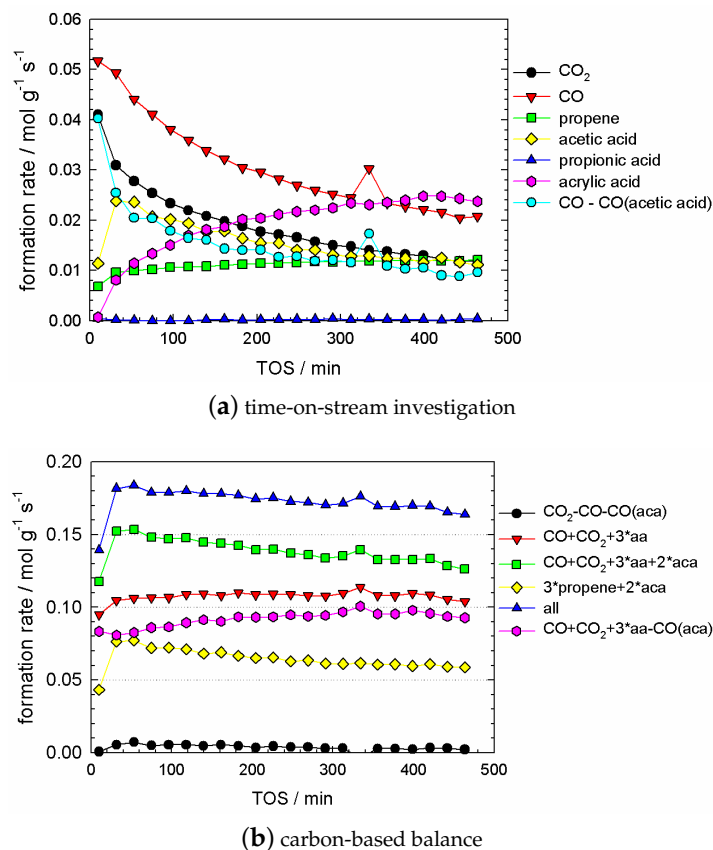 0.06
0.05
0.04
0.03
0.02
0.01
0.00
formation rate / mol g⁻¹ s⁻¹
0 100 200 300 400 500
TOS / min
CO₂
CO
propene
acetic acid
propionic acid
acrylic acid
CO - CO(acetic acid)
(a) time-on-stream investigation
0.20
0.15
0.10
0.05
0.00
formation rate / mol g⁻¹ s⁻¹
0 100 200 300 400 500
TOS / min
CO₂-CO-CO(aca)
CO+CO₂+3*aa
CO+CO₂+3*aa+2*aca
3*propene+2*aca
all
CO+CO₂+3*aa-CO(aca)
(b) carbon-based balance